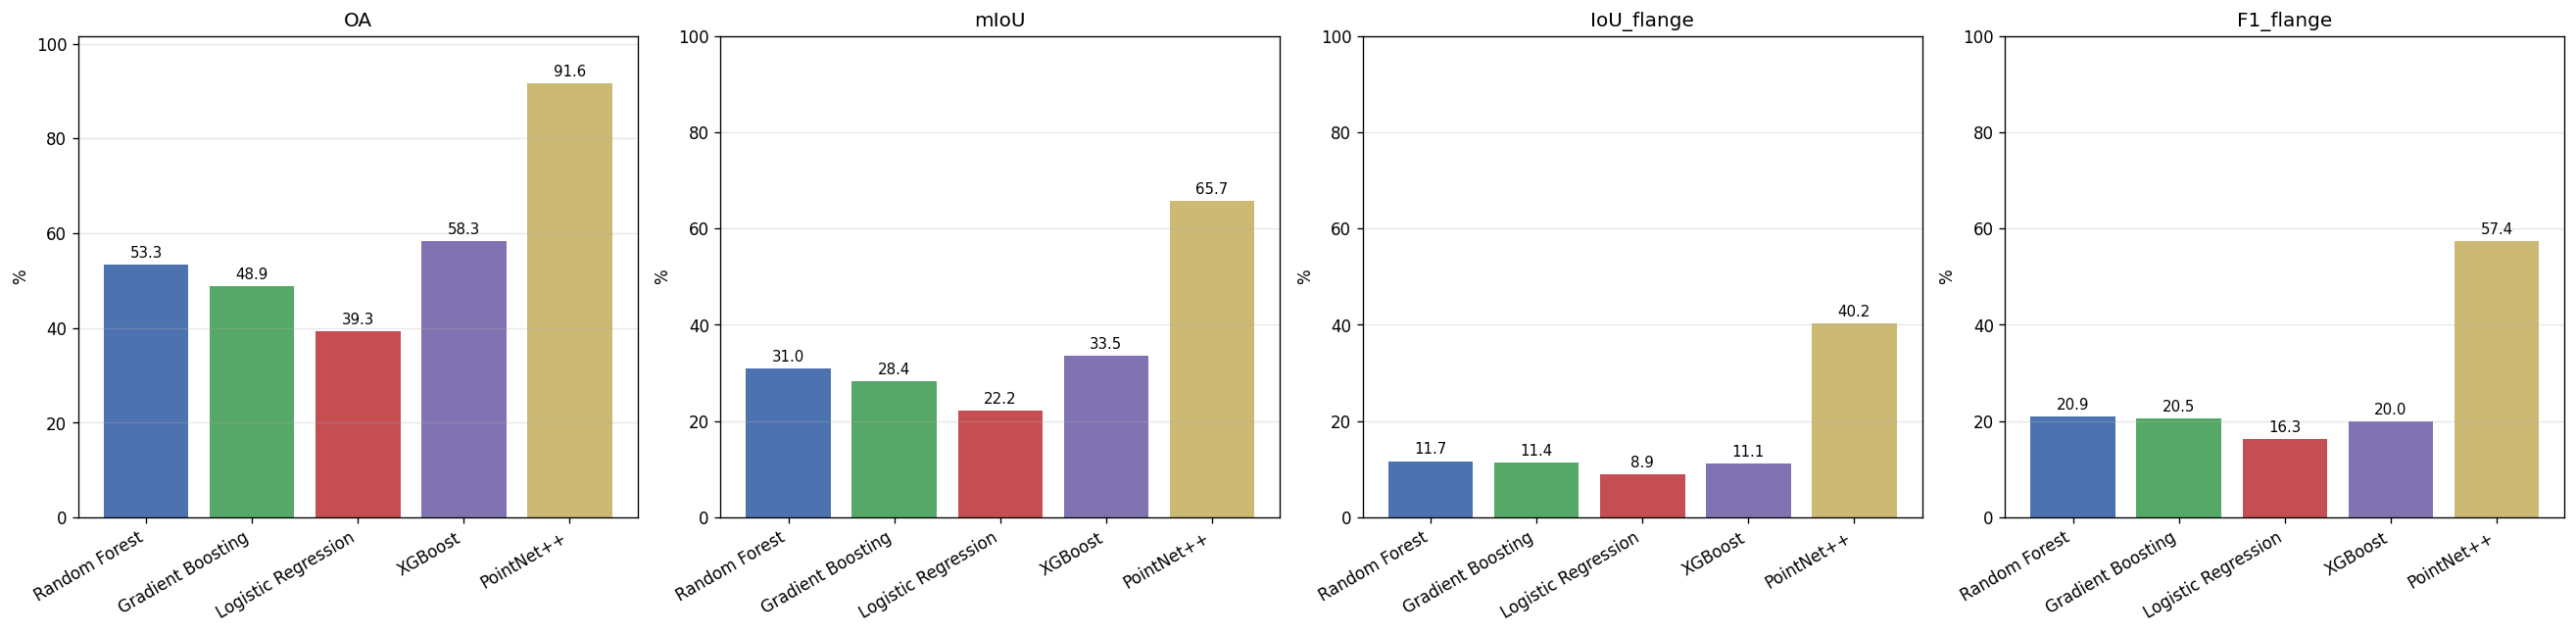 OA
%
100
80
60
40
20
0
53.3
48.9
39.3
58.3
91.6
Random Forest
Gradient Boosting
Logistic Regression
XGBoost
PointNet++
mIoU
%
100
80
60
40
20
0
31.0
28.4
22.2
33.5
65.7
Random Forest
Gradient Boosting
Logistic Regression
XGBoost
PointNet++
IoU_flange
%
100
80
60
40
20
0
11.7
11.4
8.9
11.1
40.2
Random Forest
Gradient Boosting
Logistic Regression
XGBoost
PointNet++
F1_flange
%
100
80
60
40
20
0
20.9
20.5
16.3
20.0
57.4
Random Forest
Gradient Boosting
Logistic Regression
XGBoost
PointNet++